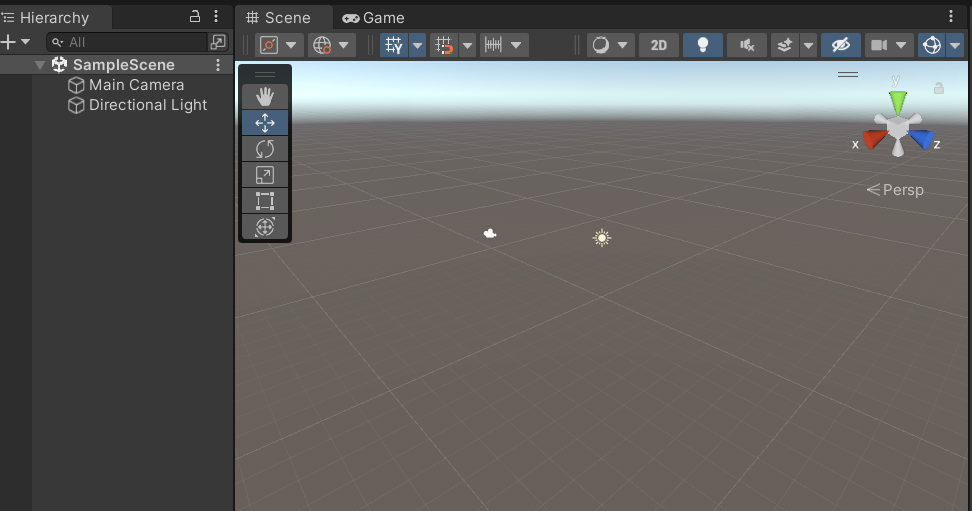 Hierarchy
All
SampleScene
Main Camera
Directional Light
Scene
Game
Y
2D
y
x
z
Persp